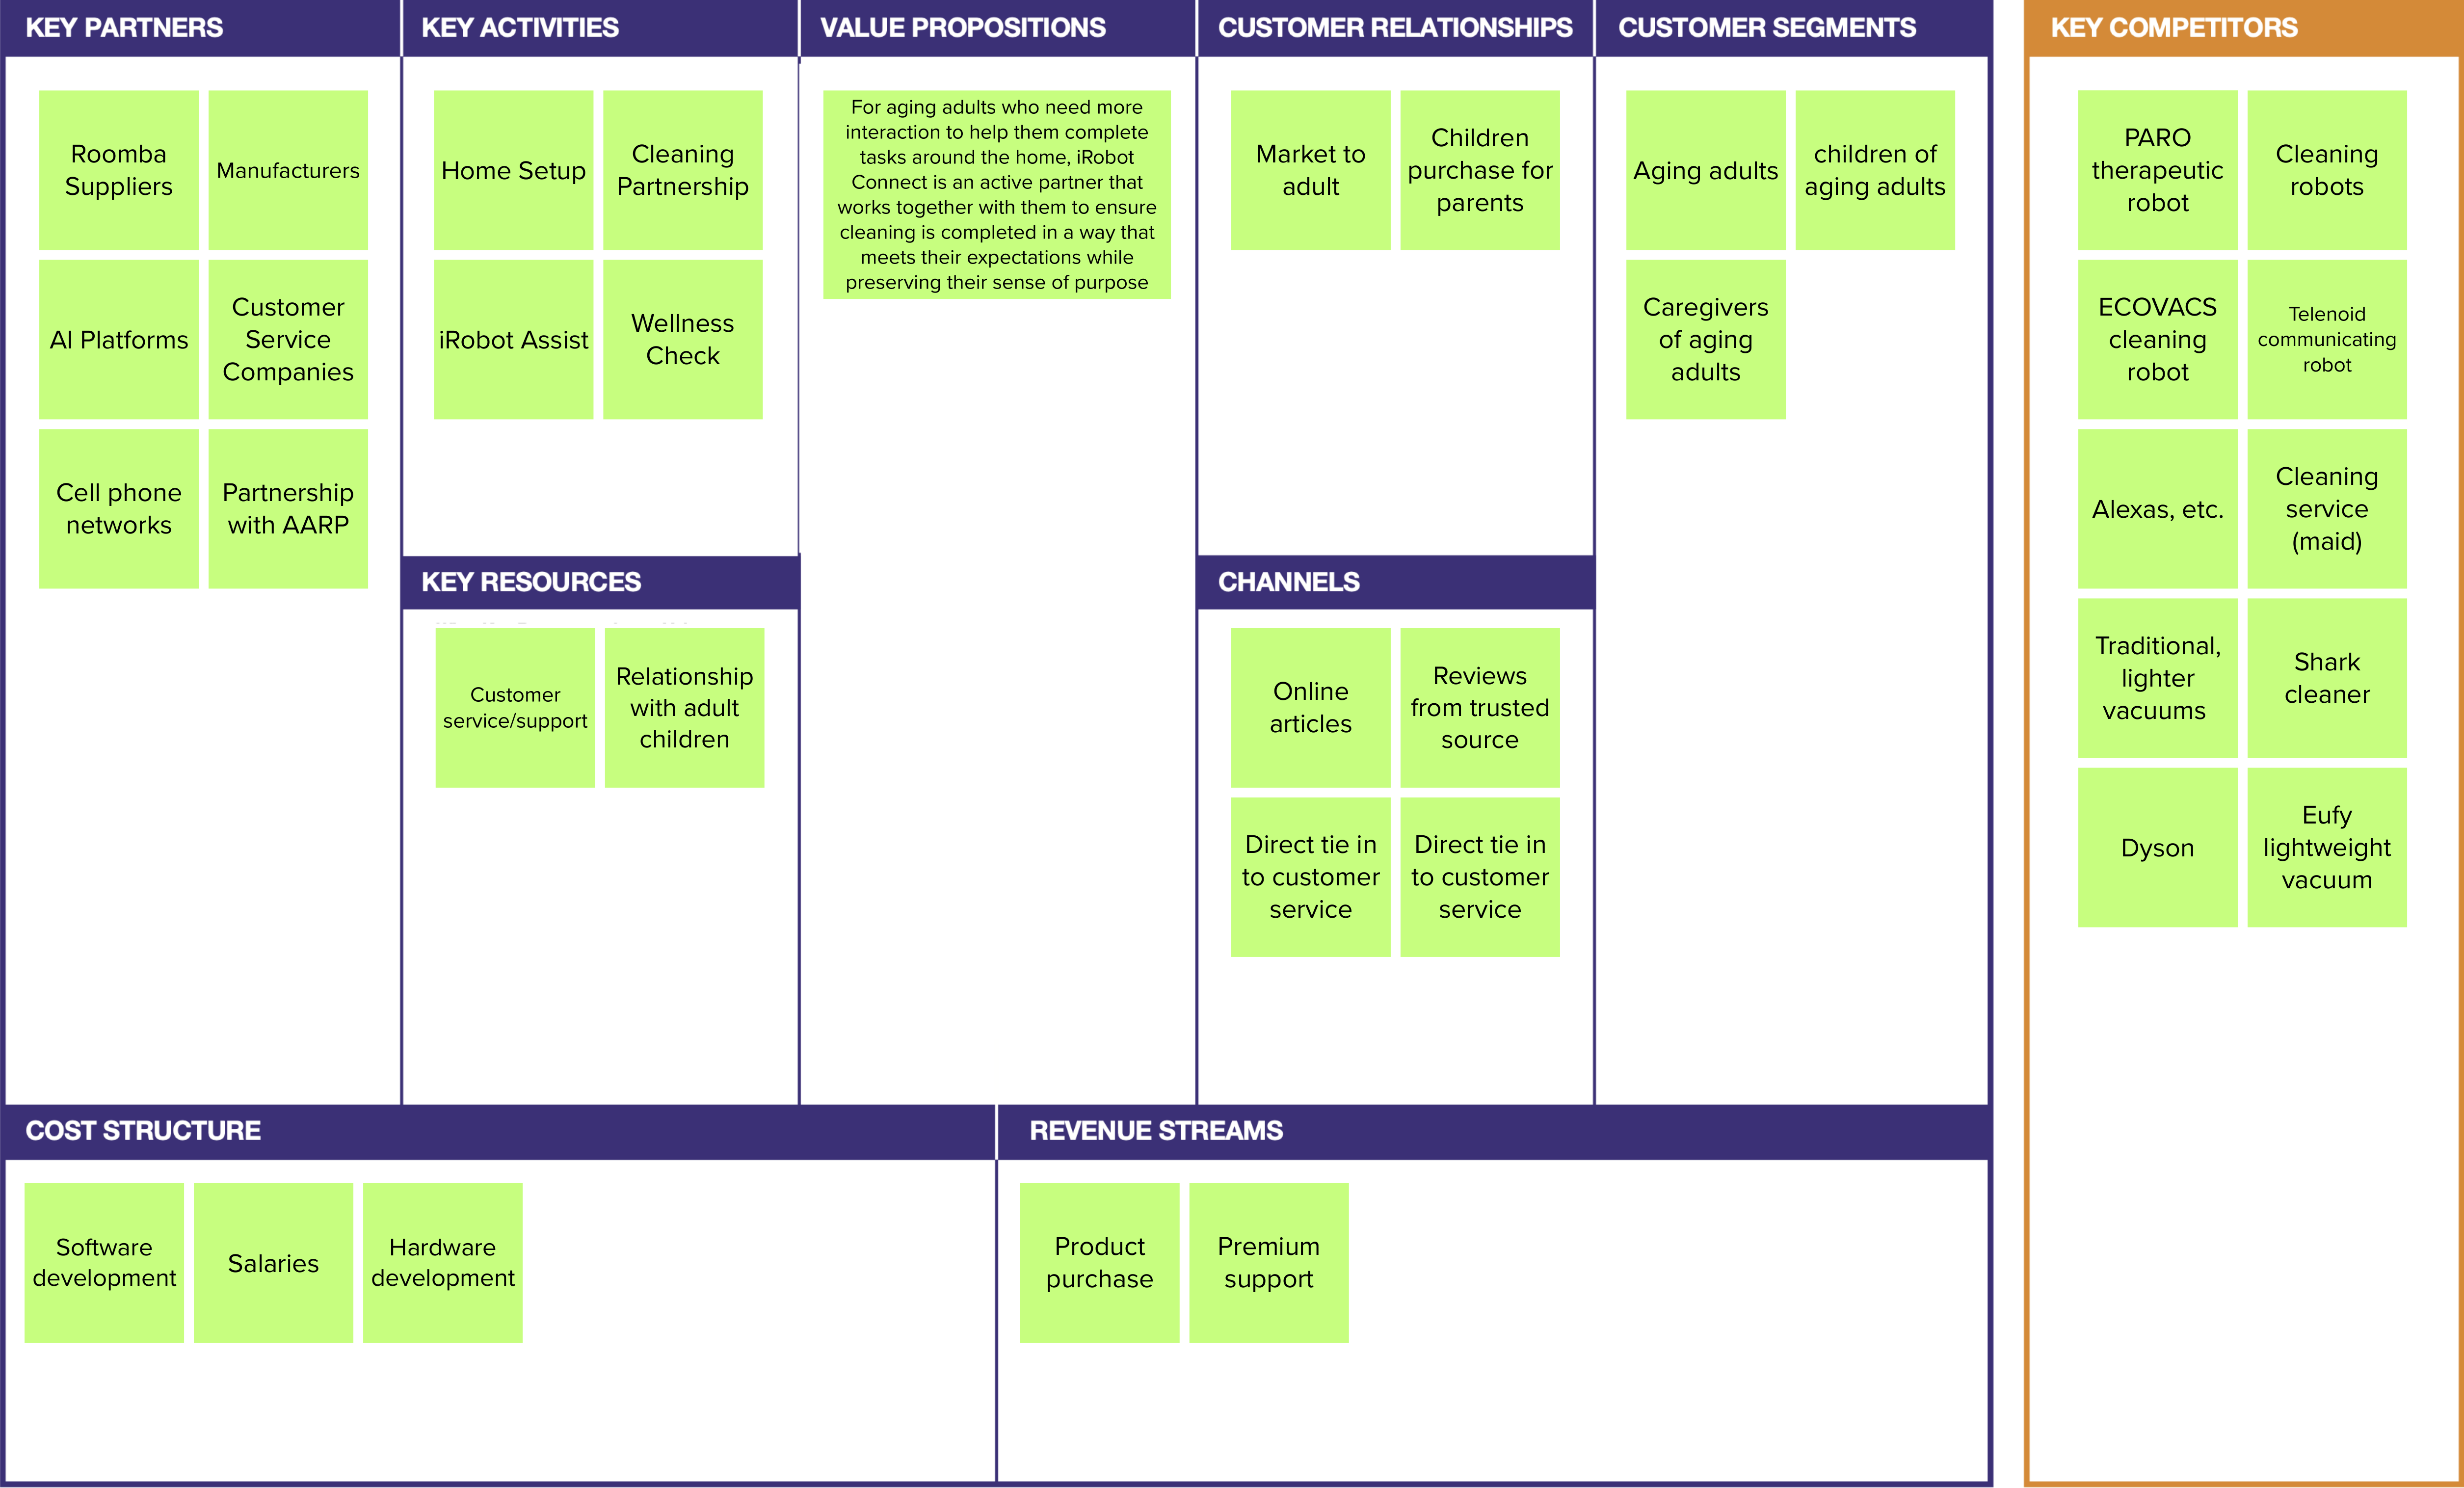 KEY PARTNERS
Roomba
Suppliers
Manufacturers
AI Platforms
Customer
Service
Companies
Cell phone
networks
Partnership
with AARP
KEY ACTIVITIES
Home Setup
Cleaning
Partnership
iRobot Assist
Wellness
Check
KEY RESOURCES
Customer
service/support
Relationship
with adult
children
VALUE PROPOSITIONS
For aging adults who need more
interaction to help them complete
tasks around the home, iRobot
Connect is an active partner that
works together with them to ensure
cleaning is completed in a way that
meets their expectations while
preserving their sense of purpose
CUSTOMER RELATIONSHIPS
Market to
adult
Children
purchase for
parents
CHANNELS
Online
articles
Reviews
from trusted
source
Direct tie in
to customer
service
Direct tie in
to customer
service
CUSTOMER SEGMENTS
Aging adults
children of
aging adults
Caregivers
of aging
adults
COST STRUCTURE
Software
development
Salaries
Hardware
development
REVENUE STREAMS
Product
purchase
Premium
support
KEY COMPETITORS
PARO
therapeutic
robot
Cleaning
robots
ECOVACS
cleaning
robot
Telenoid
communicating
robot
Alexas, etc.
Cleaning
service
(maid)
Traditional,
lighter
vacuums
Shark
cleaner
Dyson
Eufy
lightweight
vacuum